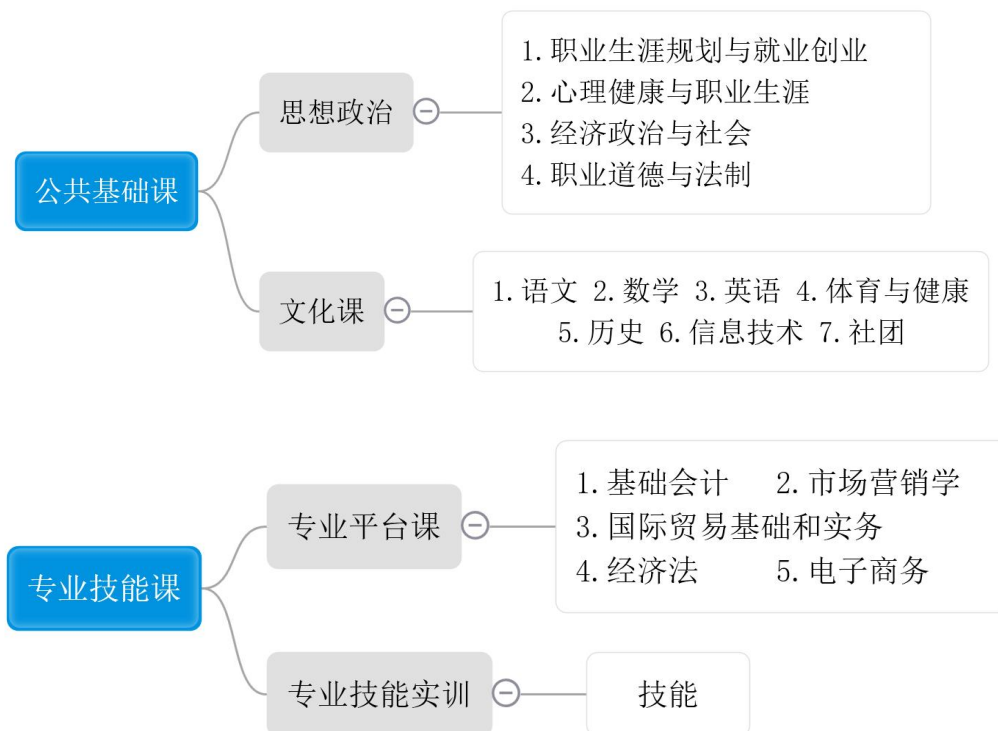 公共基础课
思想政治
1.职业生涯规划与就业创业
2.心理健康与职业生涯
3.经济政治与社会
4.职业道德与法制
文化课
1.语文 2.数学 3.英语 4.体育与健康
5.历史 6.信息技术 7.社团
专业技能课
专业平台课
1.基础会计 2.市场营销学
3.国际贸易基础和实务
4.经济法 5.电子商务
专业技能实训
技能